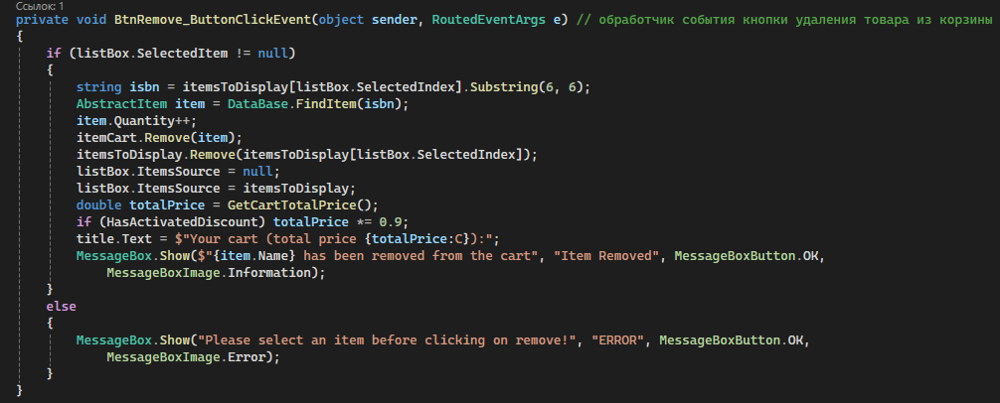 Ссылок: 1
private void BtnRemove_ButtonClickEvent(object sender, RoutedEventArgs e) // обработчик события кнопки удаления товара из корзины
{
if (listBox.SelectedItem != null)
{
string isbn = itemsToDisplay[listBox.SelectedIndex].Substring(6, 6);
AbstractItem item = DataBase.FindItem(isbn);
item.Quantity++;
itemCart.Remove(item);
itemsToDisplay.Remove(itemsToDisplay[listBox.SelectedIndex]);
listBox.ItemsSource = null;
listBox.ItemsSource = itemsToDisplay;
double totalPrice = GetCartTotalPrice();
if (HasActivatedDiscount) totalPrice *= 0.9;
title.Text = $"Your cart (total price {totalPrice:C}):";
MessageBox.Show($"{item.Name} has been removed from the cart", "Item Removed", MessageBoxButton.OK,
MessageBoxImage.Information);
}
else
{
MessageBox.Show("Please select an item before clicking on remove!", "ERROR", MessageBoxButton.OK,
MessageBoxImage.Error);
}
}